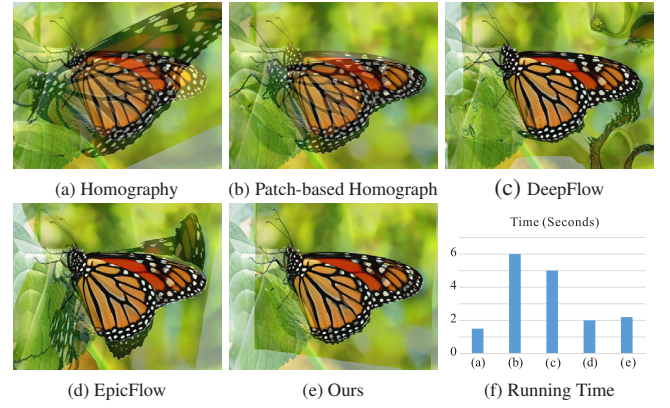 (a) Homography
(b) Patch-based Homograph
(c) DeepFlow
(d) EpicFlow
(e) Ours
Time (Seconds)
6
4
2
0
(a)
(b)
(c)
(d)
(e)
(f) Running Time